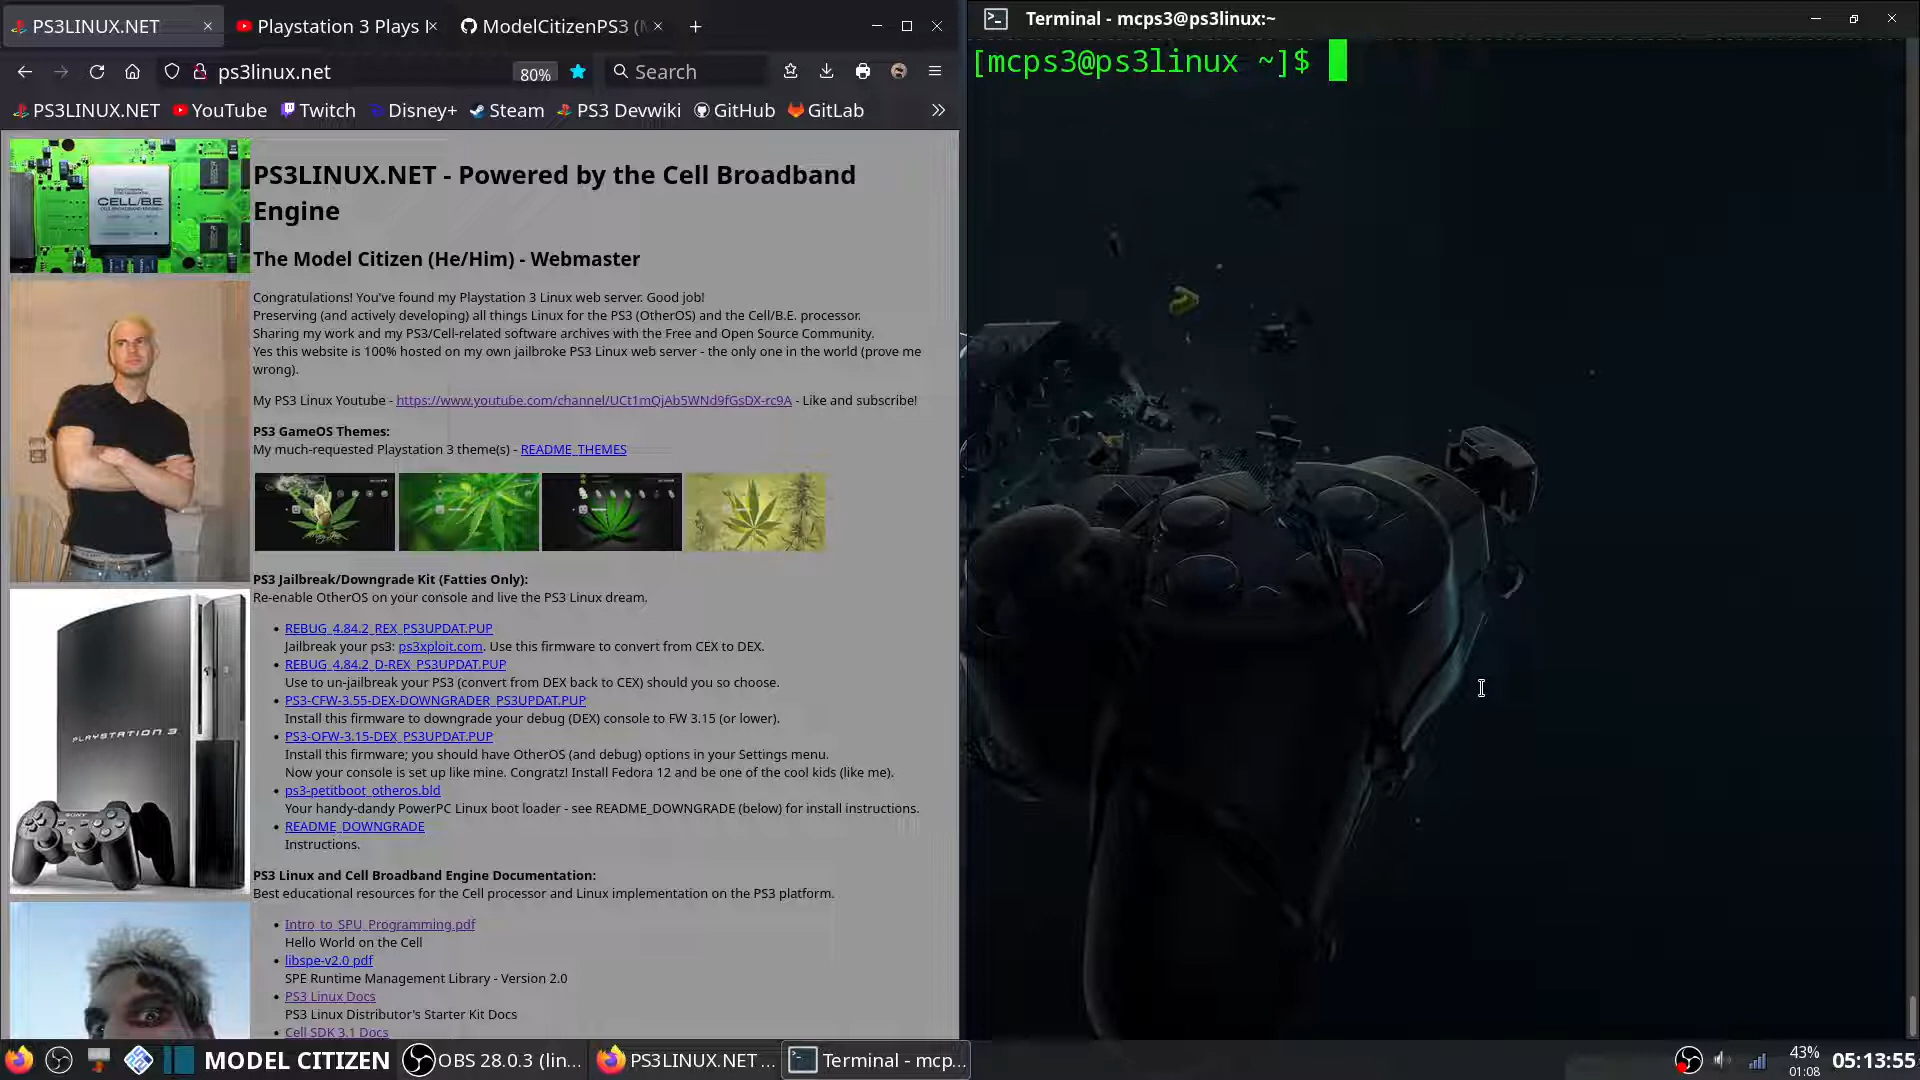 PS3LINUX.NET
Playstation 3 Plays
ModelCitizenPS3 (
ps3linux.net
80%
Search
PS3LINUX.NET YouTube Twitch Disney+ Steam PS3 Devwiki GitHub GitLab
CELL/BE
PS3LINUX.NET - Powered by the Cell Broadband
Engine
The Model Citizen (He/Him) - Webmaster
Congratulations! You've found my Playstation 3 Linux web server. Good job!
Preserving (and actively developing) all things Linux for the PS3 (OtherOS) and the Cell/B.E. processor.
Sharing my work and my PS3/Cell-related software archives with the Free and Open Source Community.
Yes this website is 100% hosted on my own jailbroke PS3 Linux web server - the only one in the world (prove me
wrong).
My PS3 Linux Youtube - https://www.youtube.com/channel/UCt1mQjAb5WNd9fGsDX-rc9A - Like and subscribe!
PS3 GameOS Themes:
My much-requested Playstation 3 theme(s) - README_THEMES
PS3 Jailbreak/Downgrade Kit (Fatties Only):
Re-enable OtherOS on your console and live the PS3 Linux dream.
• REBUG_4.84.2_REX_PS3UPDAT.PUP
Jailbreak your ps3: ps3xploit.com. Use this firmware to convert from CEX to DEX.
• REBUG_4.84.2_D-REX_PS3UPDAT.PUP
Use to un-jailbreak your PS3 (convert from DEX back to CEX) should you so choose.
• PS3-CFW-3.55-DEX-DOWNGRADER_PS3UPDAT.PUP
Install this firmware to downgrade your debug (DEX) console to FW 3.15 (or lower).
• PS3-OFW-3.15-DEX_PS3UPDAT.PUP
Install this firmware; you should have OtherOS (and debug) options in your Settings menu.
Now your console is set up like mine. Congratz! Install Fedora 12 and be one of the cool kids (like me).
• ps3-petitboot_otheros.bld
Your handy-dandy PowerPC Linux boot loader - see README_DOWNGRADE (below) for install instructions.
• README_DOWNGRADE
Instructions.
PLAYSTATION 3
SONY
PS3 Linux and Cell Broadband Engine Documentation:
Best educational resources for the Cell processor and Linux implementation on the PS3 platform.
• Intro_to_SPU_Programming.pdf
Hello World on the Cell
• libspe-v2.0 pdf
SPE Runtime Management Library - Version 2.0
• PS3 Linux Docs
PS3 Linux Distributor's Starter Kit Docs
• Cell SDK 3.1 Docs
Terminal - mcps3@ps3linux:~
[mcps3@ps3linux ~]$
MODEL CITIZEN
OBS 28.0.3 (lin...
PS3LINUX.NET ...
Terminal - mcp...
43%
01:08
05:13:55